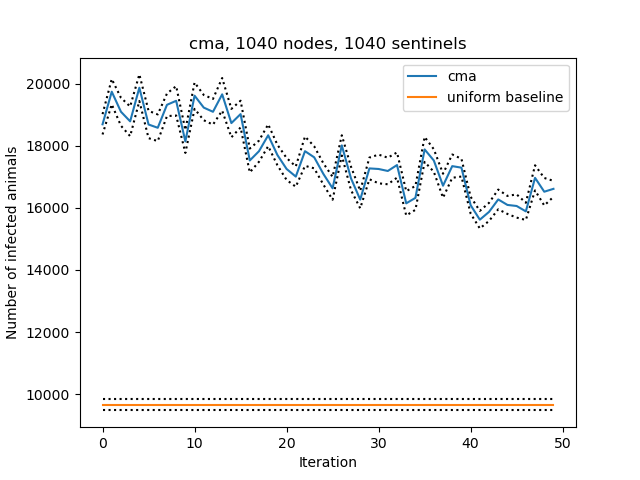 cma, 1040 nodes, 1040 sentinels
cma
uniform baseline
Number of infected animals
20000
18000
16000
14000
12000
10000
0 10 20 30 40 50
Iteration